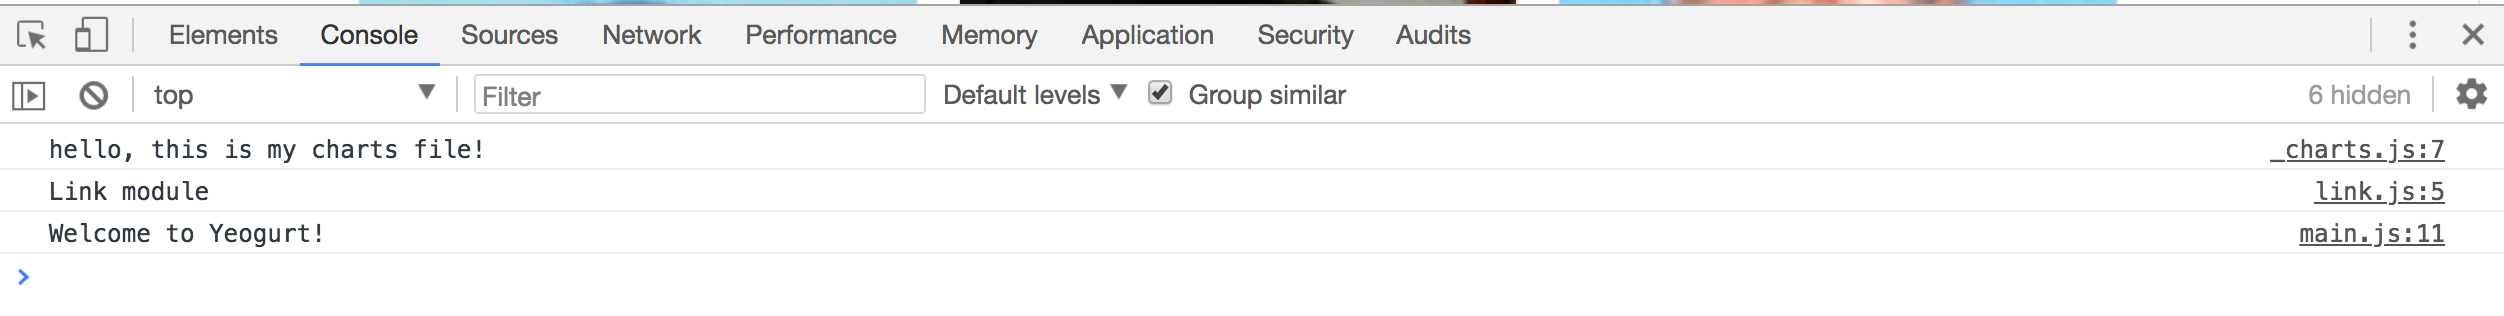 Elements Console Sources Network Performance Memory Application Security Audits
top Filter Default levels Group similar 6 hidden
hello, this is my charts file! _charts.js:7
Link module link.js:5
Welcome to Yeogurt! main.js:11